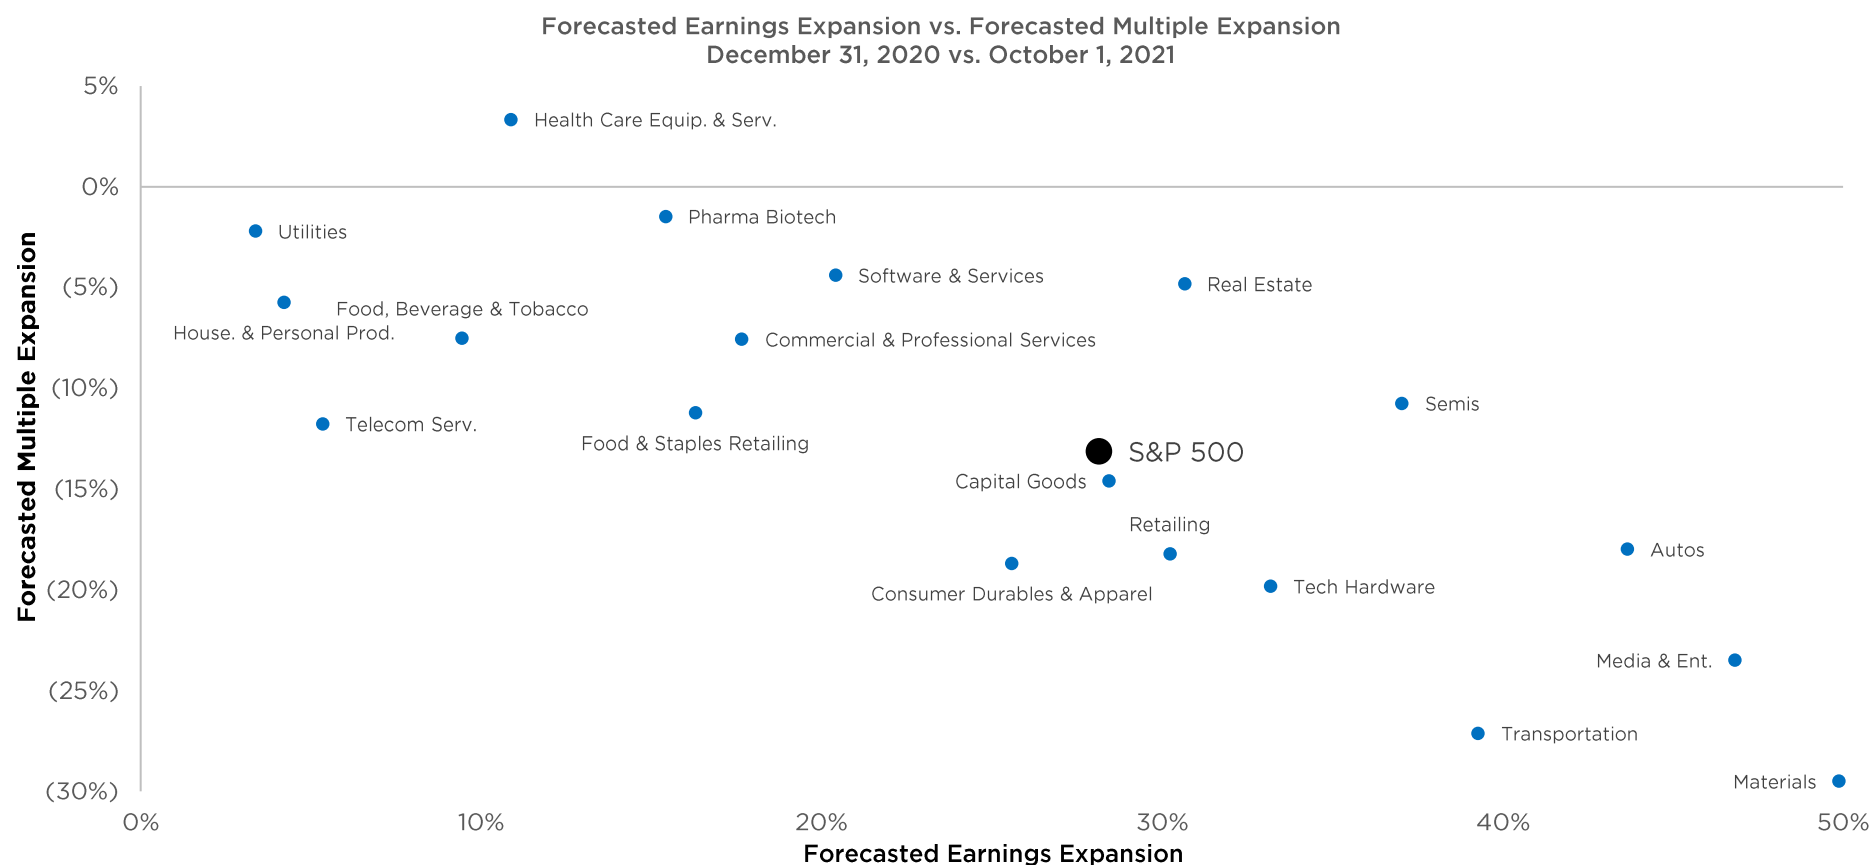 Forecasted Earnings Expansion vs. Forecasted Multiple Expansion
December 31, 2020 vs. October 1, 2021
5%
Health Care Equip. & Serv.
0%
Pharma Biotech
Utilities
Software & Services
Real Estate
(5%)
Food, Beverage & Tobacco
House. & Personal Prod.
Commercial & Professional Services
(10%)
Semis
Telecom Serv.
Food & Staples Retailing
S&P 500
Capital Goods
(15%)
Retailing
Autos
(20%)
Tech Hardware
Consumer Durables & Apparel
Media & Ent.
(25%)
Transportation
Materials
(30%)
Forecasted Multiple Expansion
0%
10%
20%
30%
40%
50%
Forecasted Earnings Expansion